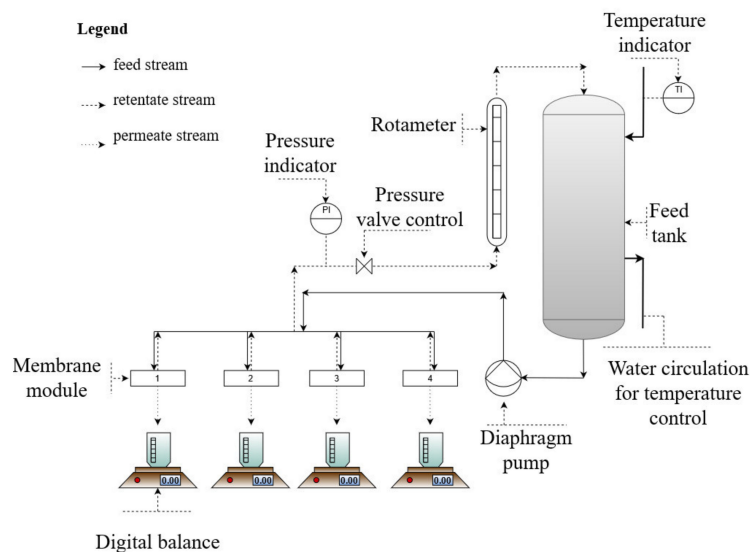 Legend
feed stream
retentate stream
permeate stream
Temperature
indicator
TI
Rotameter
Pressure
indicator
PI
Pressure
valve control
Feed
tank
Membrane
module
1
2
3
4
Water circulation
for temperature
control
Diaphragm
pump
0.00
0.00
0.00
0.00
Digital balance